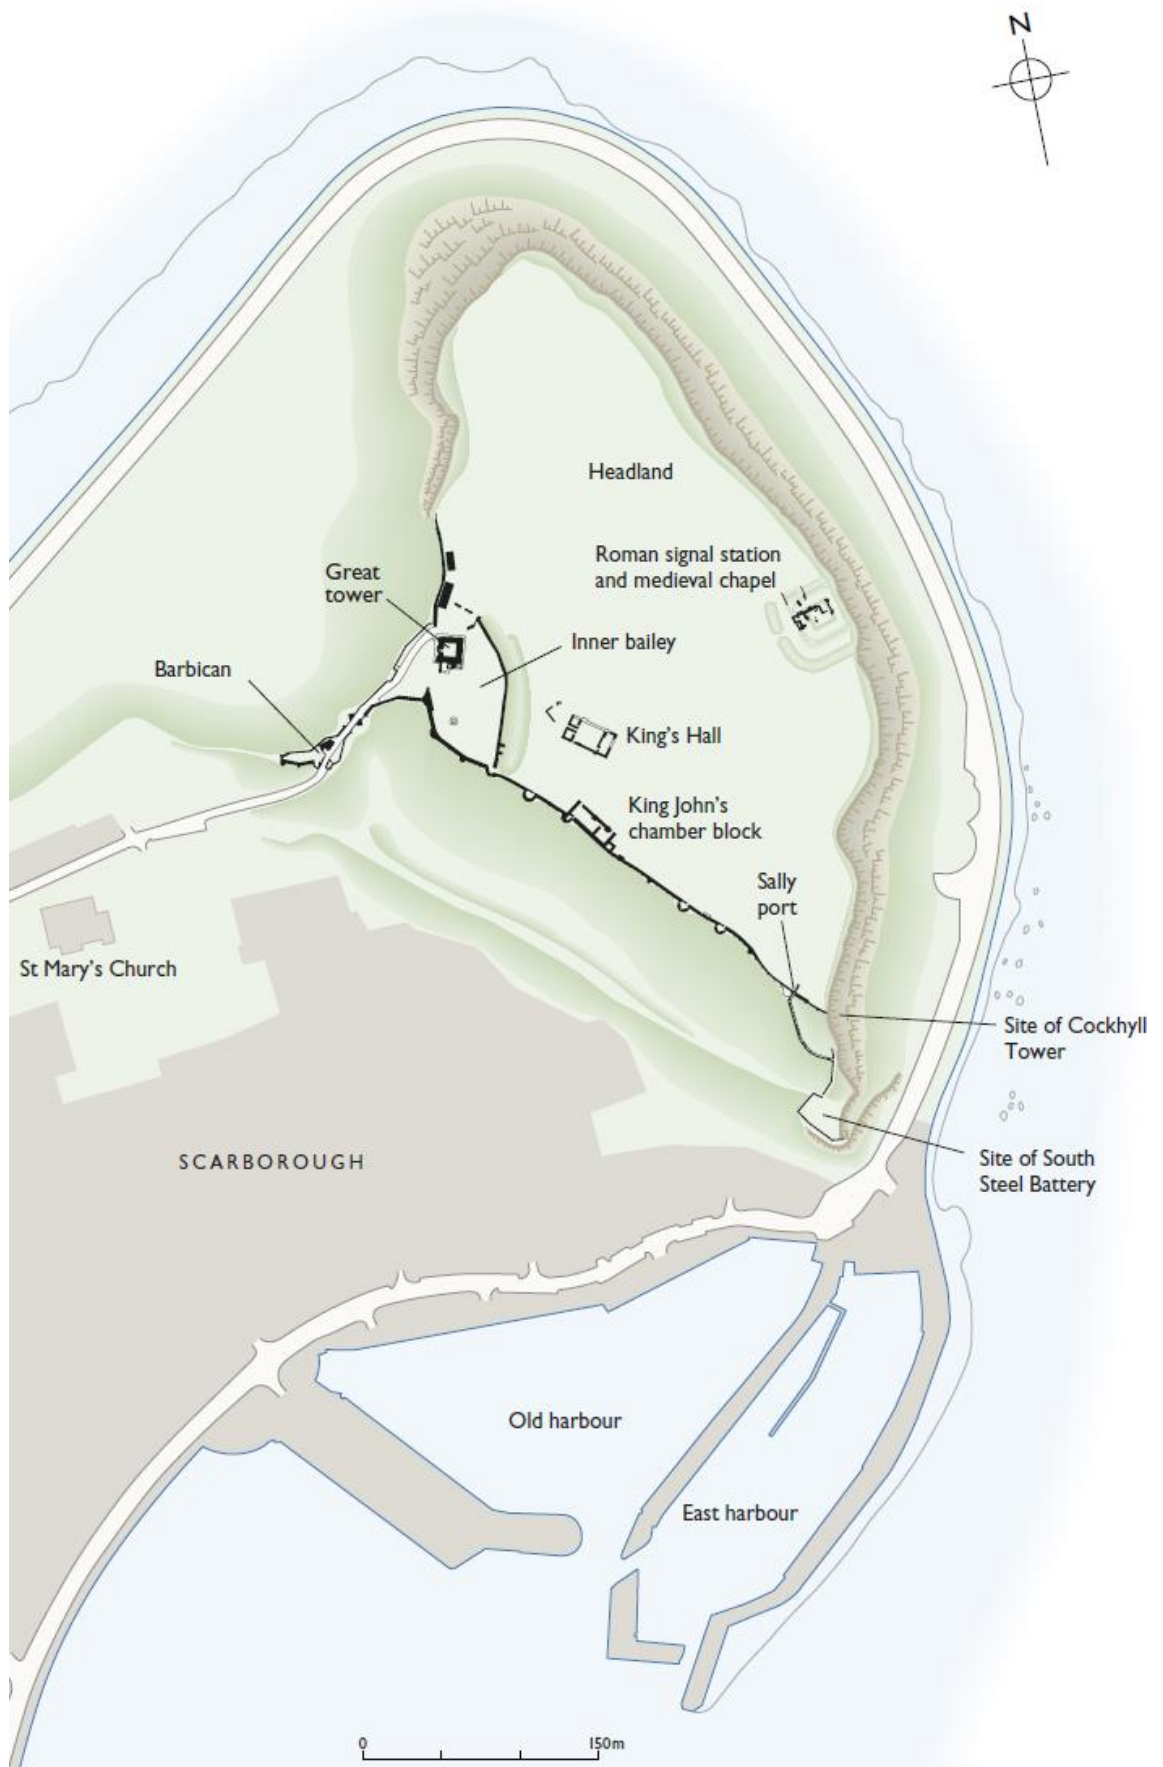 N
Headland
Roman signal station
and medieval chapel
Great
tower
Inner bailey
Barbican
King's Hall
King John's
chamber block
Sally
port
St Mary's Church
Site of Cockhyll
Tower
SCARBOROUGH
Site of South
Steel Battery
Old harbour
East harbour
0
150m